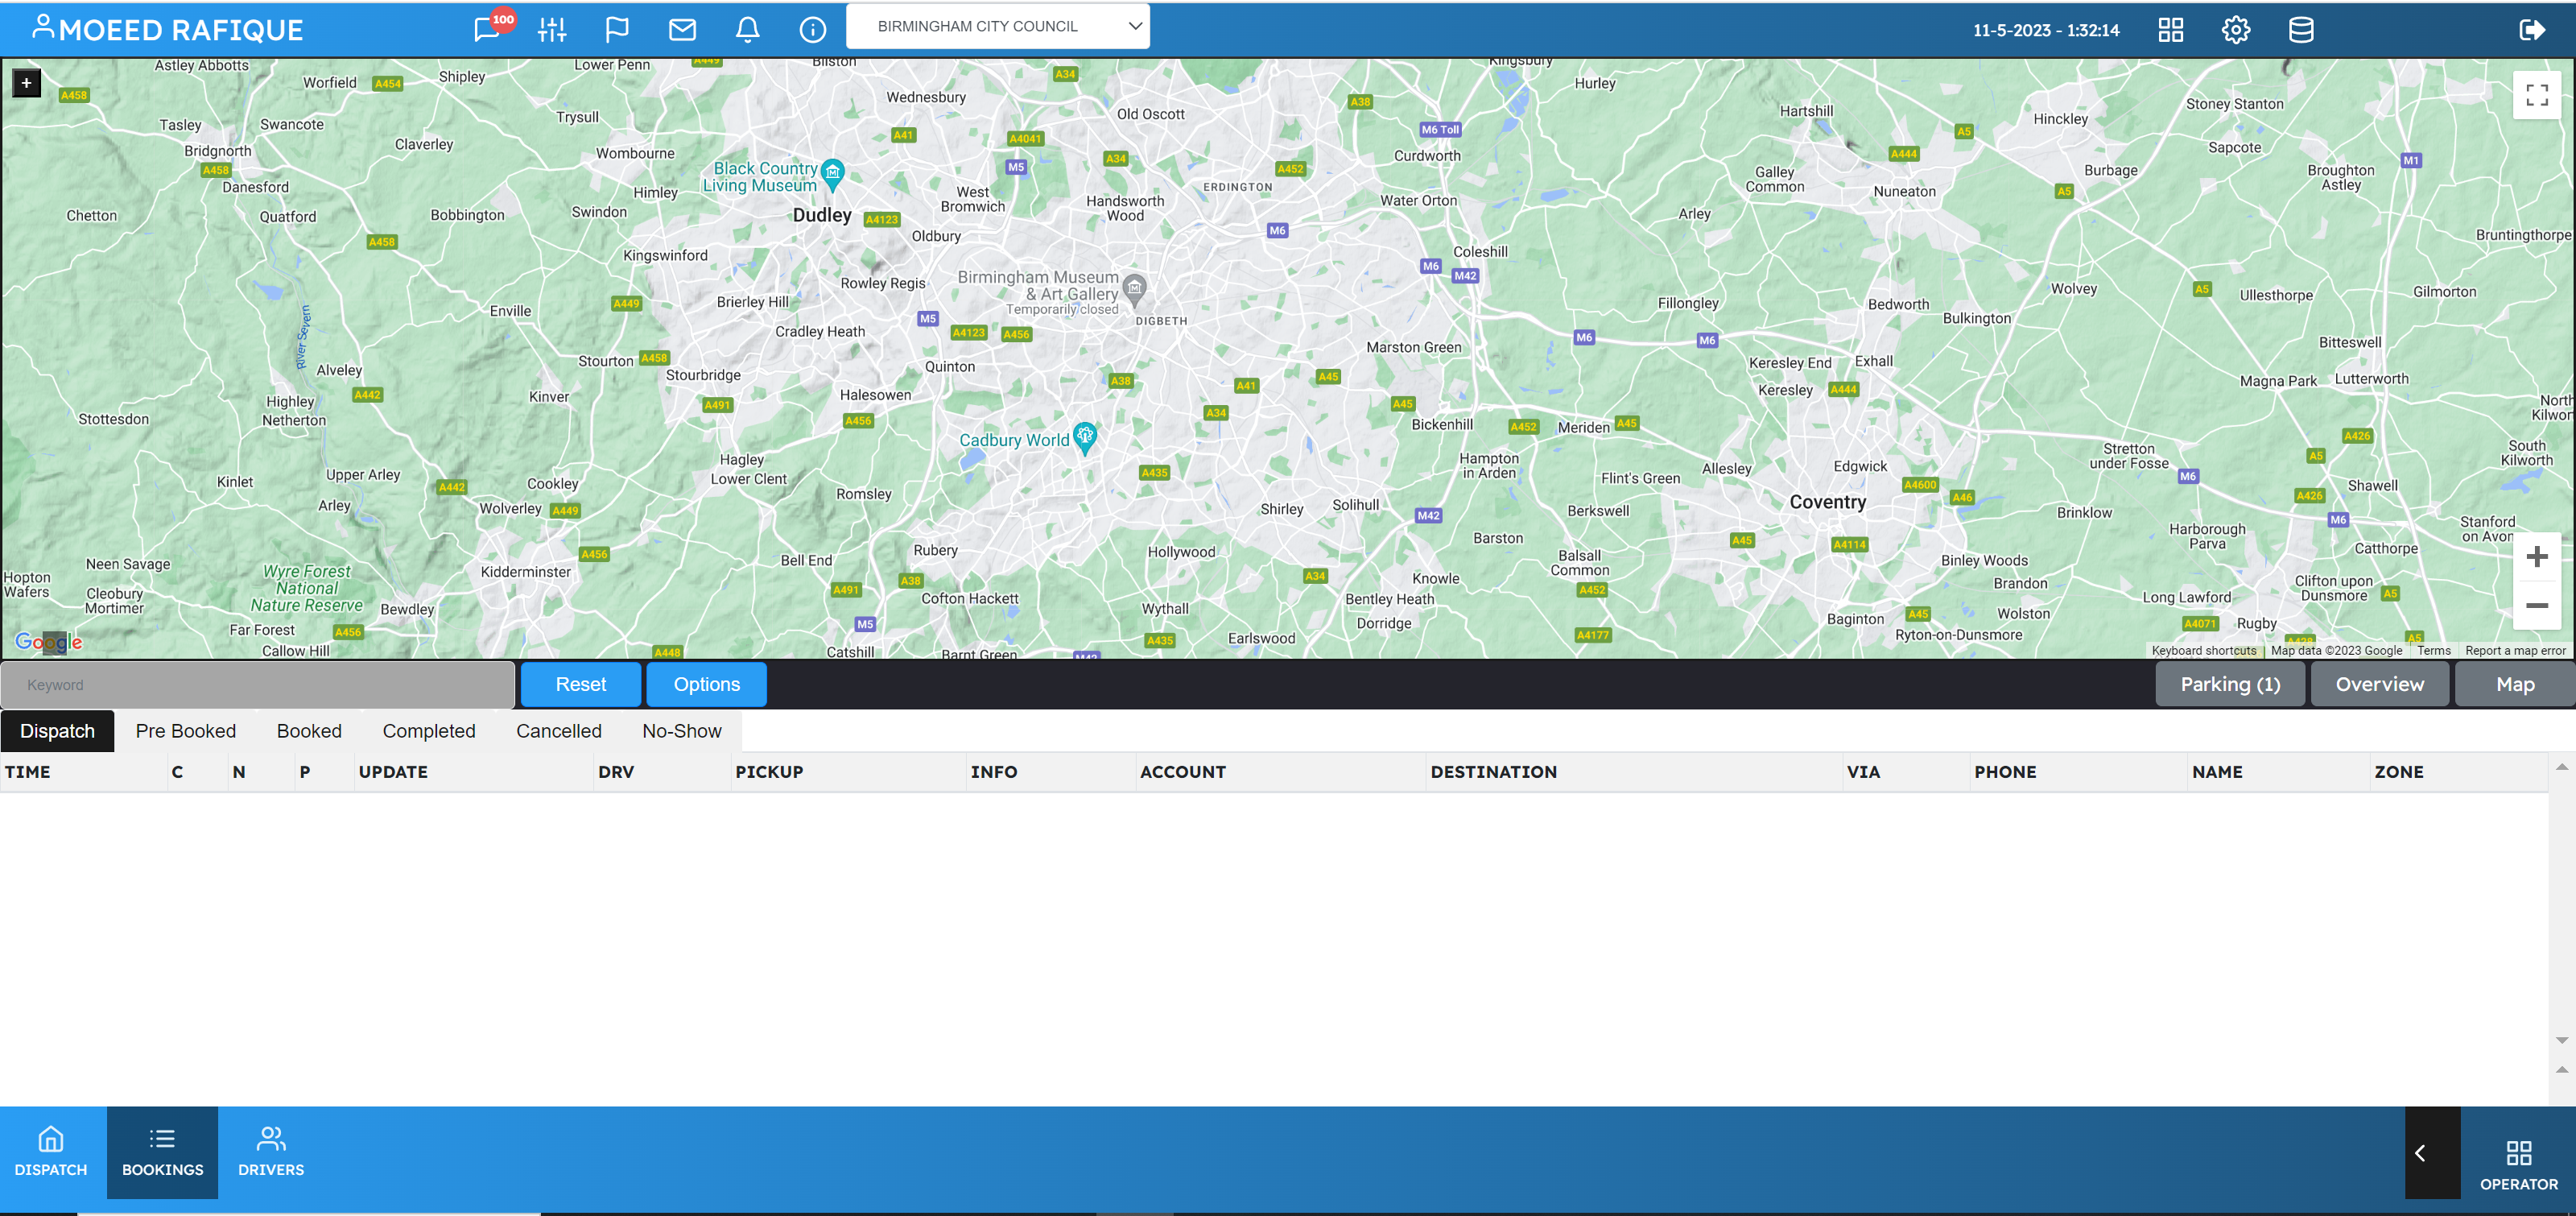 MOEED RAFIQUE
100
BIRMINGHAM CITY COUNCIL
11-5-2023 - 1:32:14
+
Astley Abbotts
Worfield
A454
Shipley
Lower Penn
A449
Bilston
A34
Kingsbury
Hurley
A458
Wednesbury
Old Oscott
A38
Hartshill
Stoney Stanton
Tasley
Swancote
Trysull
A41
A4041
M6 Toll
A5
Hinckley
Bridgnorth
Claverley
Wombourne
M5
A34
A452
Curdworth
A444
Sapcote
M1
A458
Danesford
Black Country
Living Museum
ERDINGTON
Galley
Common
Nuneaton
A5
Burbage
Broughton
Astley
Himley
West
Bromwich
Handsworth
Wood
Water Orton
Chetton
Quatford
Bobbington
Swindon
Dudley
A4123
Arley
A458
Oldbury
M6
Bruntingthorpe
Kingswinford
Coleshill
M6
M42
Birmingham Museum
& Art Gallery
Temporarily closed
Rowley Regis
Wolvey
A5
Ullesthorpe
Gilmorton
River Severn
Enville
A449
Brierley Hill
M5
DIGBETH
Fillongley
Bedworth
Bulkington
Cradley Heath
A4123
A456
M6
M6
Bitteswell
Stourton
A458
Marston Green
Keresley End
Exhall
Alveley
Stourbridge
Quinton
A38
A41
A45
Keresley
A444
Magna Park
Lutterworth
Highley
A442
Kinver
A491
Halesowen
A34
A45
North
Kilwor
Stottesdon
Netherton
A456
Bickenhill
A452
Meriden
A45
A426
Cadbury World
Hagley
A435
Hampton
in Arden
Allesley
Edgwick
Stretton
under Fosse
A5
South
Kilworth
Kinlet
Upper Arley
A442
Cookley
Lower Clent
Romsley
Flint's Green
A4600
A46
M6
Shawell
A426
Arley
Wolverley
A449
Shirley
Solihull
M42
Berkswell
Coventry
Brinklow
M6
Stanford
on Avon
A456
Bell End
Rubery
Hollywood
Barston
Balsall
Common
A45
A4114
Binley Woods
Harborough
Parva
Catthorpe
Neen Savage
Wyre Forest
National
Nature Reserve
Kidderminster
A491
A38
A34
Knowle
A452
Brandon
Clifton upon
Dunsmore
A5
Hopton
Wafers
Cleobury
Mortimer
Bewdley
Cofton Hackett
Wythall
Bentley Heath
Dorridge
Baginton
A45
Wolston
Long Lawford
Far Forest
A456
M5
A435
Earlswood
A4177
Ryton-on-Dunsmore
A4071
Rugby
A428
A5
Google
Callow Hill
A448
Catshill
Barnt Green
M42
Keyboard shortcuts
Map data ©2023 Google
Terms
Report a map error
Keyword
Reset
Options
Parking (1)
Overview
Map
Dispatch
Pre Booked
Booked
Completed
Cancelled
No-Show
TIME C N P UPDATE DRV PICKUP INFO ACCOUNT DESTINATION VIA PHONE NAME ZONE
DISPATCH
BOOKINGS
DRIVERS
OPERATOR